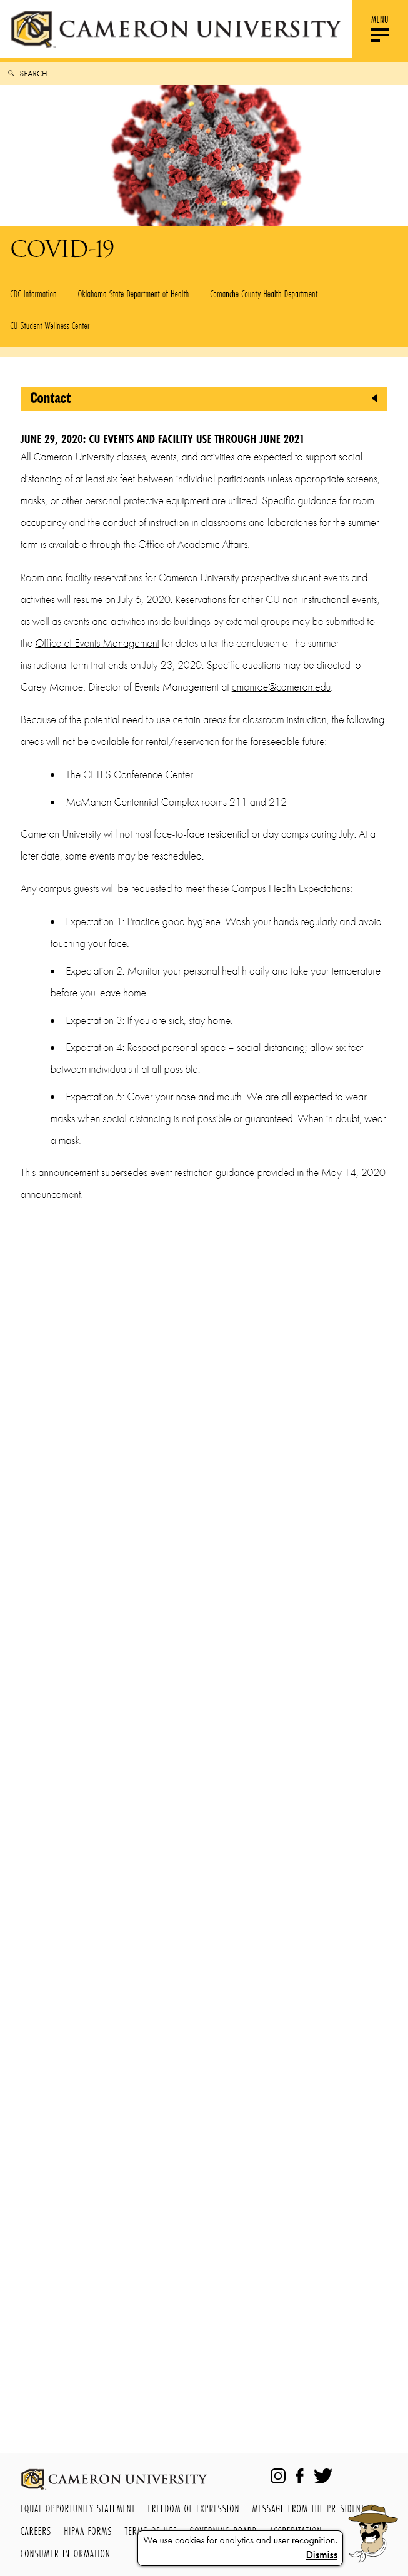 CAMERON UNIVERSITY
MENU
SEARCH
COVID-19
CDC Information Oklahoma State Department of Health Comanche County Health Department
CU Student Wellness Center
Contact
JUNE 29, 2020: CU EVENTS AND FACILITY USE THROUGH JUNE 2021
All Cameron University classes, events, and activities are expected to support social
distancing of at least six feet between individual participants unless appropriate screens,
masks, or other personal protective equipment are utilized. Specific guidance for room
occupancy and the conduct of instruction in classrooms and laboratories for the summer
term is available through the Office of Academic Affairs.
Room and facility reservations for Cameron University prospective student events and
activities will resume on July 6, 2020. Reservations for other CU non-instructional events,
as well as events and activities inside buildings by external groups may be submitted to
the Office of Events Management for dates after the conclusion of the summer
instructional term that ends on July 23, 2020. Specific questions may be directed to
Carey Monroe, Director of Events Management at cmonroe@cameron.edu.
Because of the potential need to use certain areas for classroom instruction, the following
areas will not be available for rental/reservation for the foreseeable future:
• The CETES Conference Center
• McMahon Centennial Complex rooms 211 and 212
Cameron University will not host face-to-face residential or day camps during July. At a
later date, some events may be rescheduled.
Any campus guests will be requested to meet these Campus Health Expectations:
• Expectation 1: Practice good hygiene. Wash your hands regularly and avoid
touching your face.
• Expectation 2: Monitor your personal health daily and take your temperature
before you leave home.
• Expectation 3: If you are sick, stay home.
• Expectation 4: Respect personal space – social distancing; allow six feet
between individuals if at all possible.
• Expectation 5: Cover your nose and mouth. We are all expected to wear
masks when social distancing is not possible or guaranteed. When in doubt, wear
a mask.
This announcement supersedes event restriction guidance provided in the May 14, 2020
announcement.
CAMERON UNIVERSITY
EQUAL OPPORTUNITY STATEMENT FREEDOM OF EXPRESSION MESSAGE FROM THE PRESIDENT
CAREERS HIPAA FORMS TERMS OF USE GOVERNING BOARD ACCREDITATION
CONSUMER INFORMATION
We use cookies for analytics and user recognition.
Dismiss